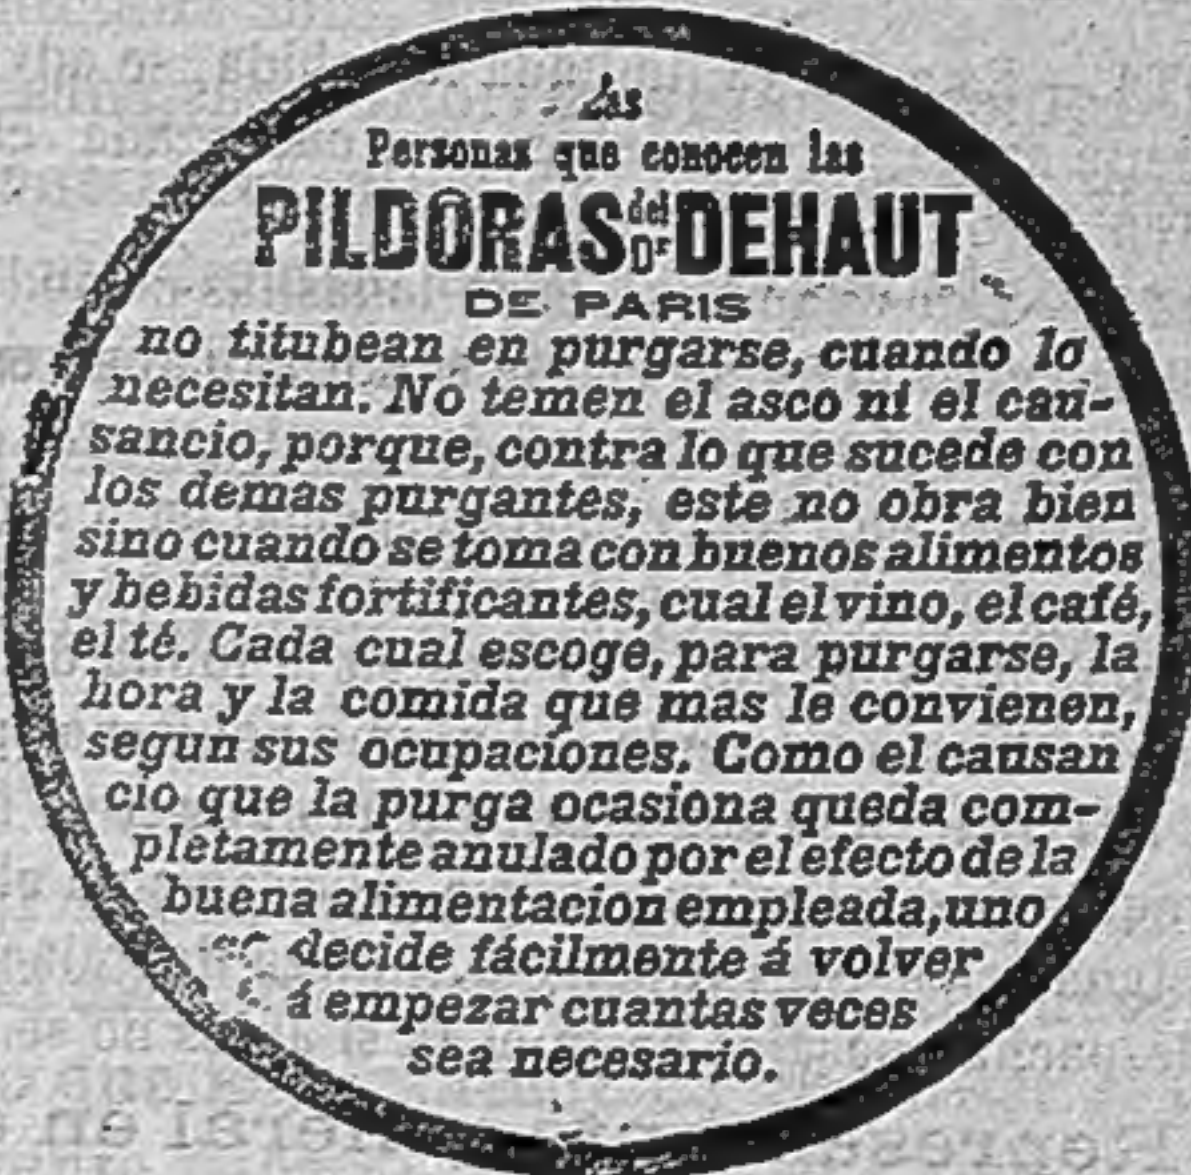 Las
Personas que conocen las
PILDORAS del Dr DEHAUT
DE PARIS
no titubean en purgarse, cuando lo
necesitan. No temen el asco ni el cau-
sancio, porque, contra lo que sucede con
los demas purgantes, este no obra bien
sino cuando se toma con buenos alimentos
y bebidas fortificantes, cual el vino, el café,
el té. Cada cual escoge, para purgarse, la
hora y la comida que mas le convienen,
segun sus ocupaciones. Como el causan
cio que la purga ocasiona queda com-
pletamente anulado por el efecto de la
buena alimentacion empleada, uno
se decide fácilmente á volver
á empezar cuantas veces
sea necesario.